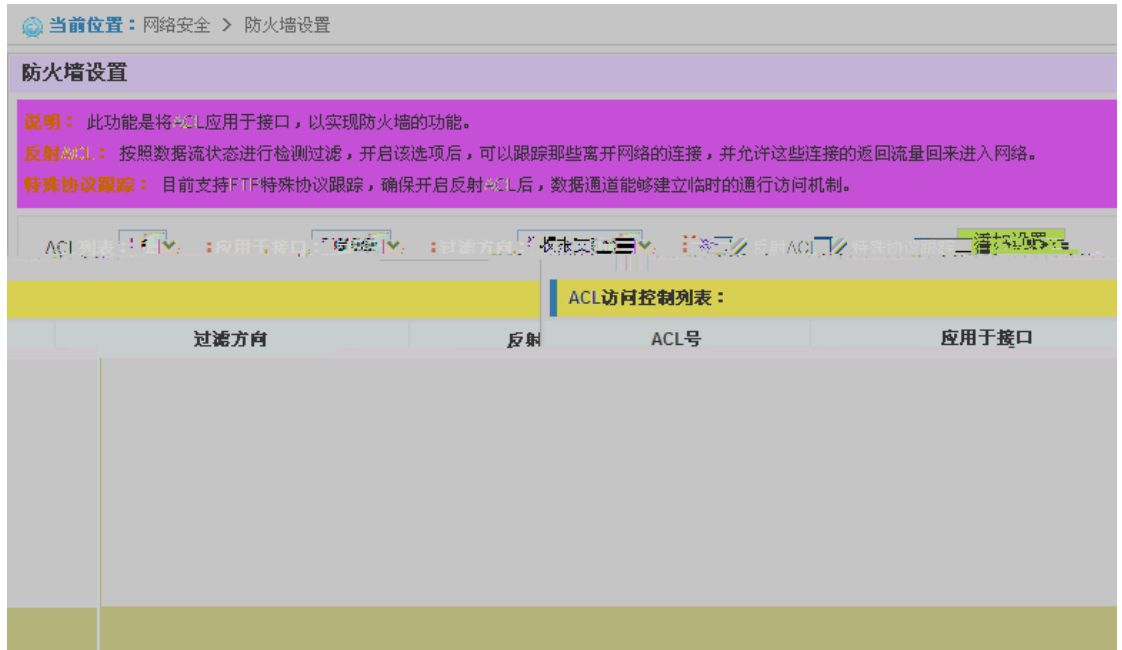 当前位置：网络安全 > 防火墙设置
防火墙设置
说明： 此功能是将ACL应用于接口，以实现防火墙的功能。
反射ACL： 按照数据流状态进行检测过滤，开启该选项后，可以跟踪那些离开网络的连接，并允许这些连接的返回流量回来进入网络。
特殊协议跟踪： 目前支持FTP特殊协议跟踪，确保开启反射ACL后，数据通道能够建立临时的通行访问机制。
ACL列表： 应用于接口： 过滤方向： 反射ACL 特殊协议跟踪
ACL访问控制列表：
过滤方向 反射 ACL号 应用于接口